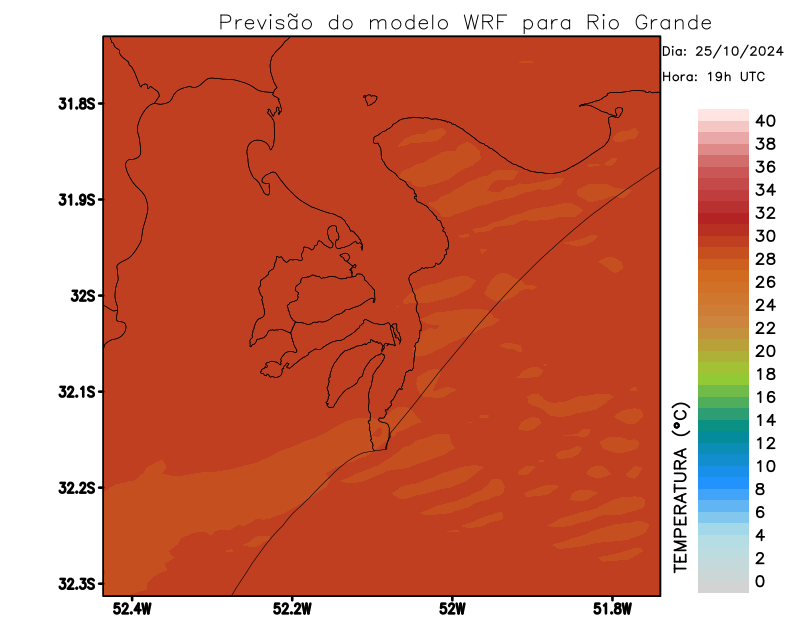 Previsão do modelo WRF para Rio Grande
Dia: 25/10/2024
Hora: 19h UTC
31.8S
31.9S
32S
32.1S
32.2S
32.3S
52.4W
52.2W
52W
51.8W
40
38
36
34
32
30
28
26
24
22
20
18
16
14
12
10
8
6
4
2
0
TEMPERATURA (°C)